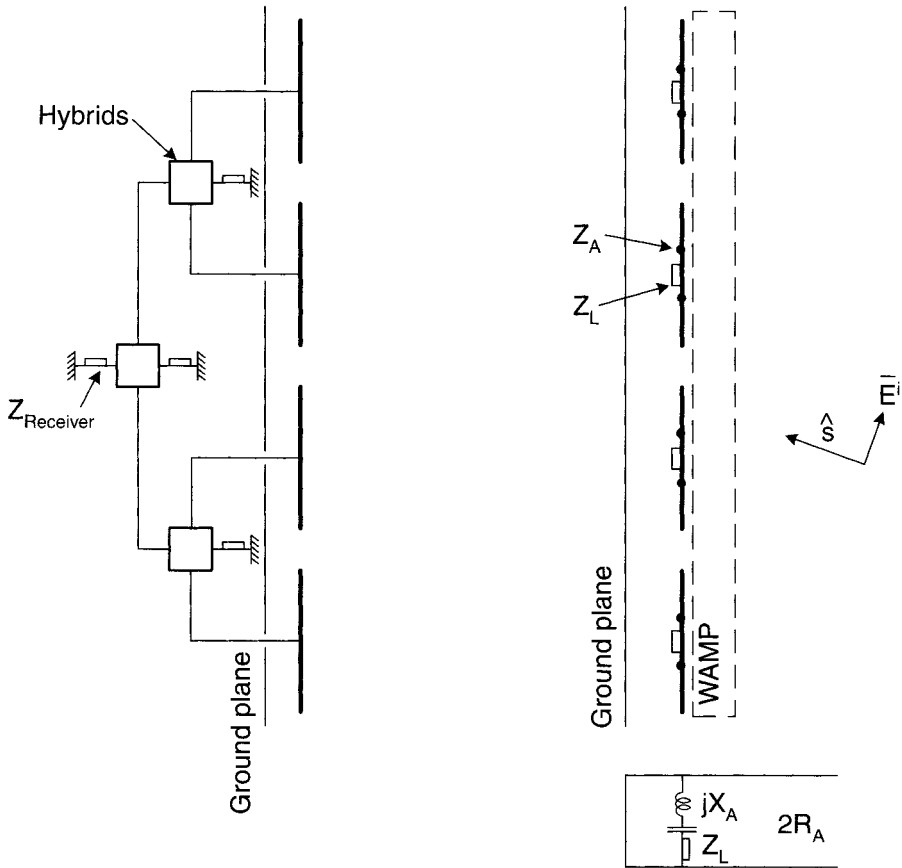 Hybrids
Z_Receiver
Ground plane
Z_A
Z_L
Ground plane
WAMP
Ē^i
ŝ
jX_A
Z_L
2R_A